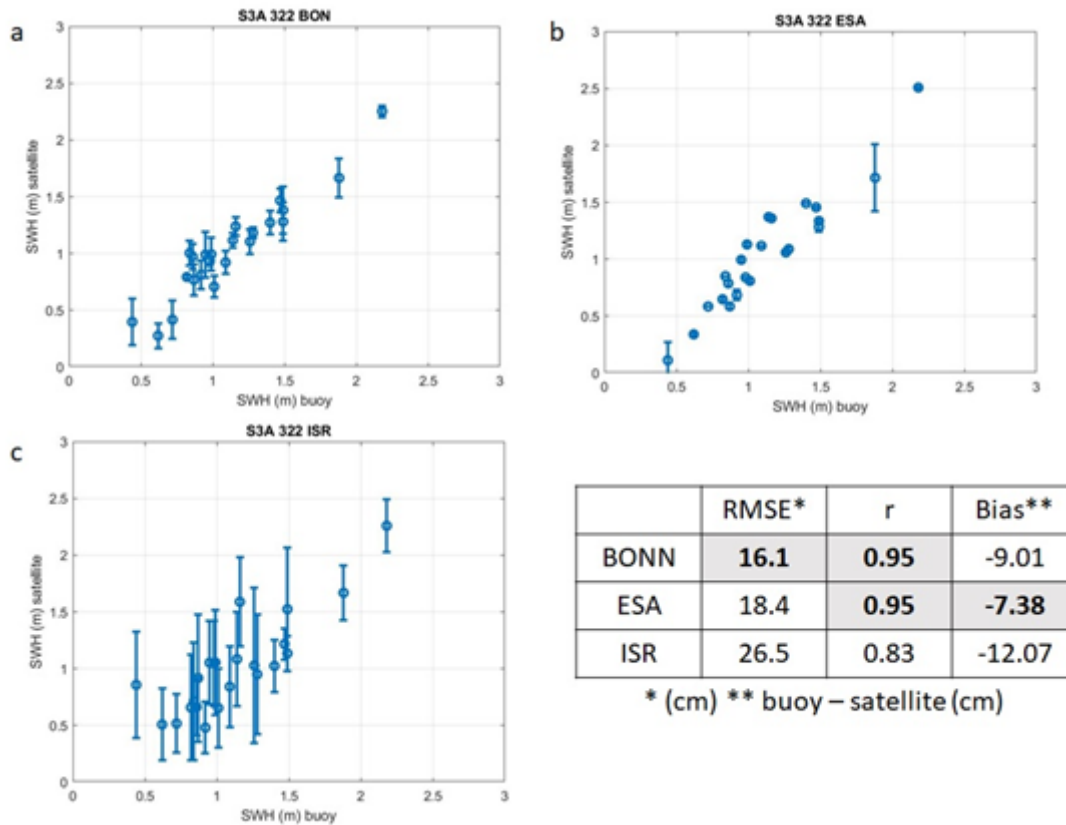 a
S3A 322 BON
3
2.5
2
1.5
1
0.5
0
SWH (m) satellite
0 0.5 1 1.5 2 2.5 3
SWH (m) buoy
b
S3A 322 ESA
3
2.5
2
1.5
1
0.5
0
SWH (m) satellite
0 0.5 1 1.5 2 2.5 3
SWH (m) buoy
c
S3A 322 ISR
3
2.5
2
1.5
1
0.5
0
SWH (m) satellite
0 0.5 1 1.5 2 2.5 3
SWH (m) buoy
RMSE* r Bias**
BONN 16.1 0.95 -9.01
ESA 18.4 0.95 -7.38
ISR 26.5 0.83 -12.07
* (cm) ** buoy – satellite (cm)